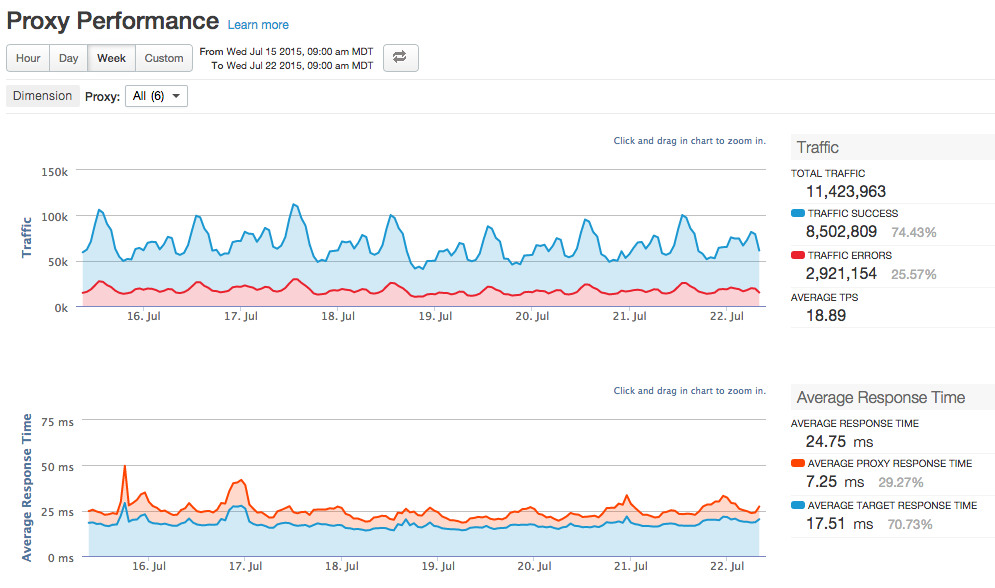 Proxy Performance Learn more
Hour Day Week Custom From Wed Jul 15 2015, 09:00 am MDT
To Wed Jul 22 2015, 09:00 am MDT
Dimension Proxy: All (6)
Click and drag in chart to zoom in.
Traffic
150k
100k
50k
0k
16. Jul 17. Jul 18. Jul 19. Jul 20. Jul 21. Jul 22. Jul
Traffic
TOTAL TRAFFIC
11,423,963
TRAFFIC SUCCESS
8,502,809 74.43%
TRAFFIC ERRORS
2,921,154 25.57%
AVERAGE TPS
18.89
Click and drag in chart to zoom in.
Average Response Time
75 ms
50 ms
25 ms
0 ms
16. Jul 17. Jul 18. Jul 19. Jul 20. Jul 21. Jul 22. Jul
Average Response Time
AVERAGE RESPONSE TIME
24.75 ms
AVERAGE PROXY RESPONSE TIME
7.25 ms 29.27%
AVERAGE TARGET RESPONSE TIME
17.51 ms 70.73%